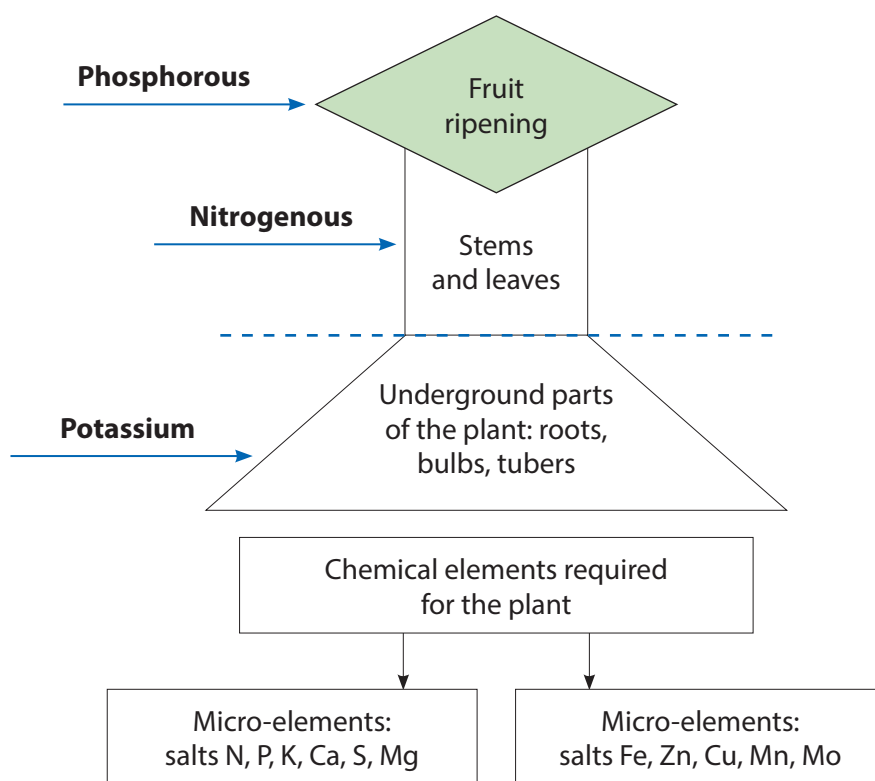 Phosphorous
Fruit
ripening
Nitrogenous
Stems
and leaves
Underground parts
of the plant: roots,
bulbs, tubers
Potassium
Chemical elements required
for the plant
Micro-elements:
salts N, P, K, Ca, S, Mg
Micro-elements:
salts Fe, Zn, Cu, Mn, Mo